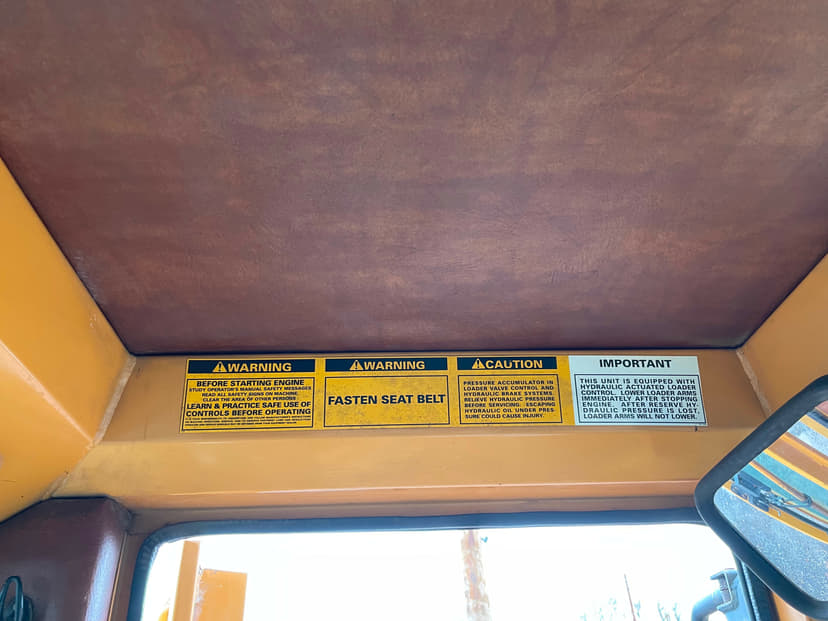 WARNING
BEFORE STARTING ENGINE
STUDY OPERATOR'S MANUAL SAFETY MESSAGES
READ ALL SAFETY SIGNS ON MACHINE.
CLEAR THE AREA OF OTHER PERSONS
LEARN & PRACTICE SAFE USE OF
CONTROLS BEFORE OPERATING
WARNING
FASTEN SEAT BELT
CAUTION
PRESSURE ACCUMULATOR IN
LOADER VALVE CONTROL AND
HYDRAULIC BRAKE SYSTEMS.
RELIEVE HYDRAULIC PRESSURE
BEFORE SERVICING. ESCAPING
HYDRAULIC OIL UNDER PRES-
SURE COULD CAUSE INJURY.
IMPORTANT
THIS UNIT IS EQUIPPED WITH
HYDRAULIC ACTUATED LOADER
CONTROL. LOWER LOADER ARMS
IMMEDIATELY AFTER STOPPING
ENGINE. AFTER RESERVE HY-
DRAULIC PRESSURE IS LOST,
LOADER ARMS WILL NOT LOWER.